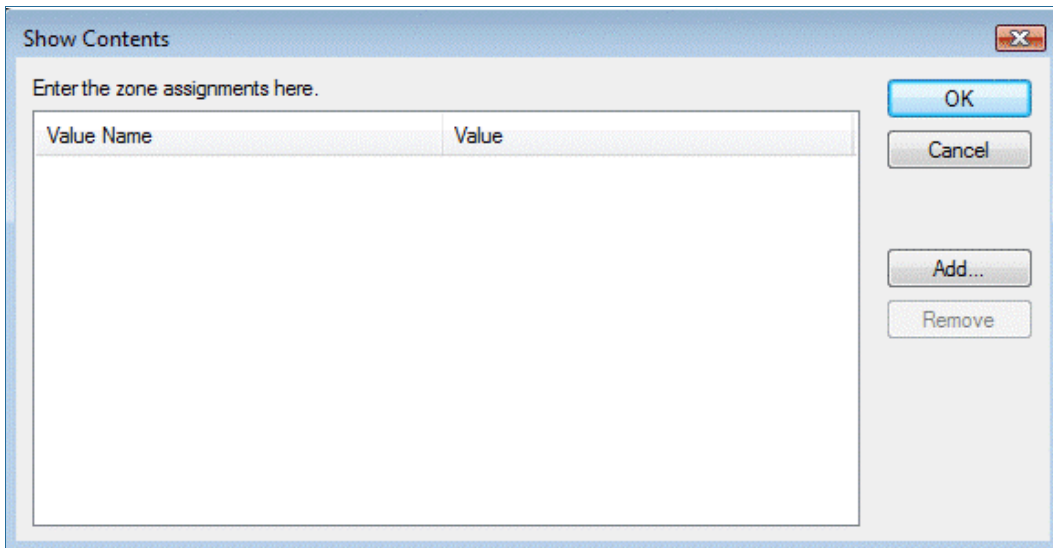 Show Contents
Enter the zone assignments here.
OK
Value Name Value
Cancel
Add...
Remove